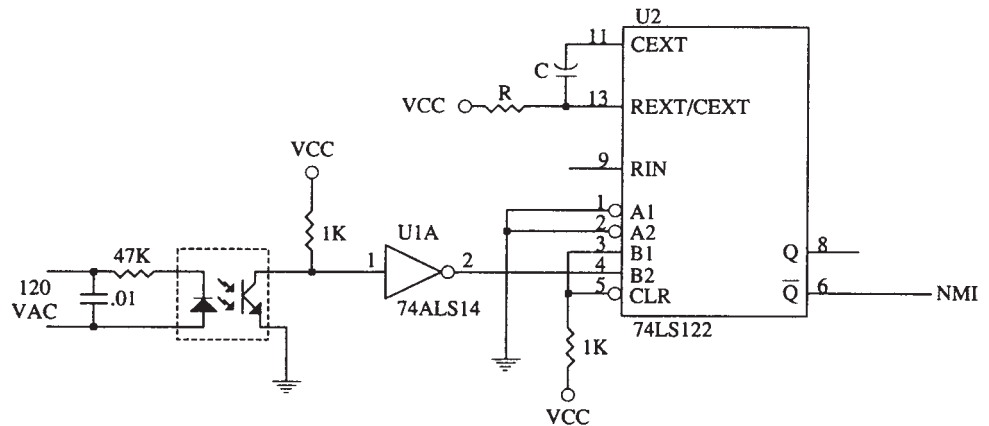 U2
11 CEXT
C
VCC R 13 REXT/CEXT
VCC
9 RIN
1 A1
1K U1A 2 A2
47K 3 B1 Q 8
1 2 4 B2
120 VAC .01 5 CLR Q 6 NMI
74ALS14
74LS122
1K
VCC